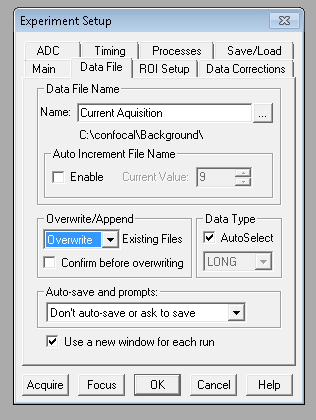 Experiment Setup
ADC Timing Processes Save/Load
Main Data File ROI Setup Data Corrections
Data File Name
Name: Current Aquisition ...
C:\confocal\Background\
Auto Increment File Name
Enable Current Value: 9
Overwrite/Append Data Type
Overwrite Existing Files AutoSelect
Confirm before overwriting LONG
Auto-save and prompts:
Don't auto-save or ask to save
Use a new window for each run
Acquire Focus OK Cancel Help